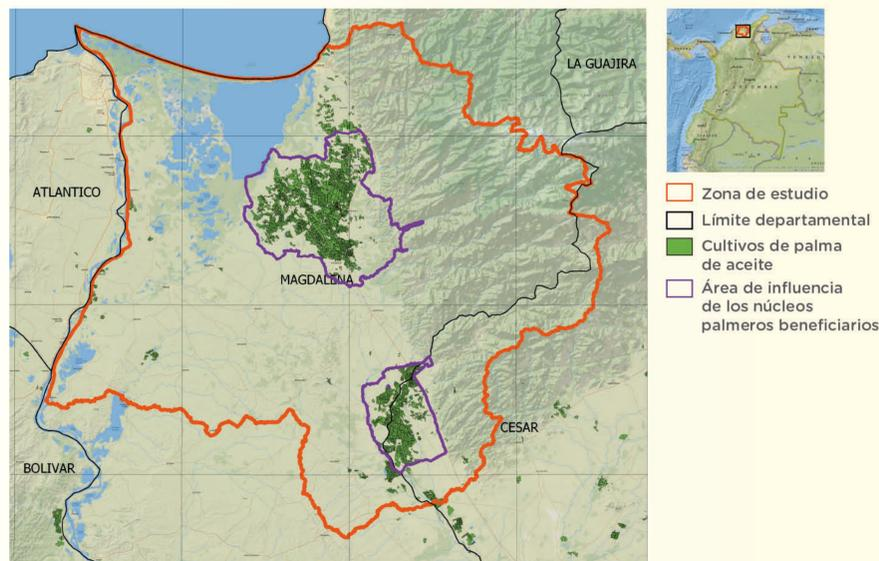 LA GUAJIRA
ATLANTICO
MAGDALENA
CESAR
BOLIVAR
COLOMBIA
Zona de estudio
Límite departamental
Cultivos de palma
de aceite
Área de influencia
de los núcleos
palmeros beneficiarios